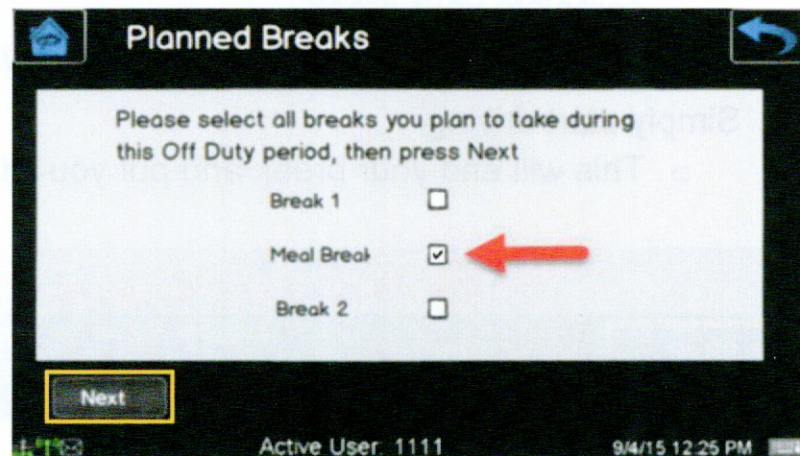 Planned Breaks
Please select all breaks you plan to take during
this Off Duty period, then press Next
Break 1
Meal Break
Break 2
Next
Active User: 1111
9/4/15 12:25 PM